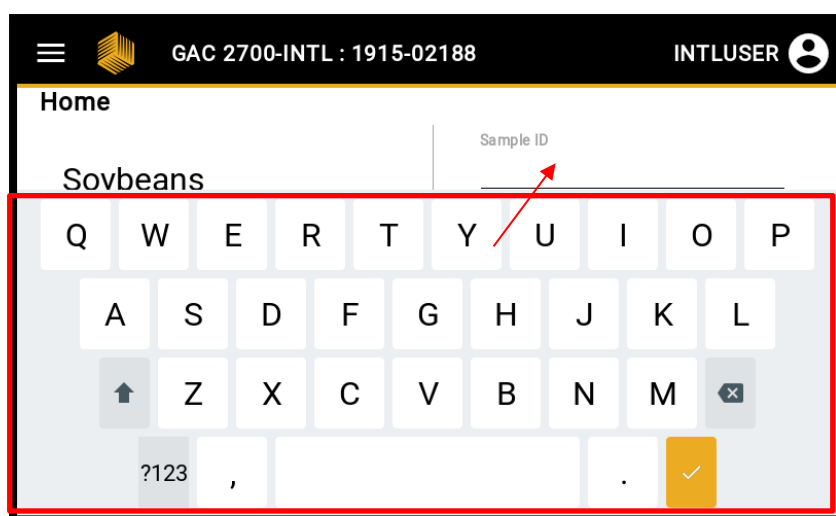 GAC 2700-INTL : 1915-02188 INTLUSER
Home
Sample ID
Soybeans
Q W E R T Y U I O P
A S D F G H J K L
Z X C V B N M
?123 , .